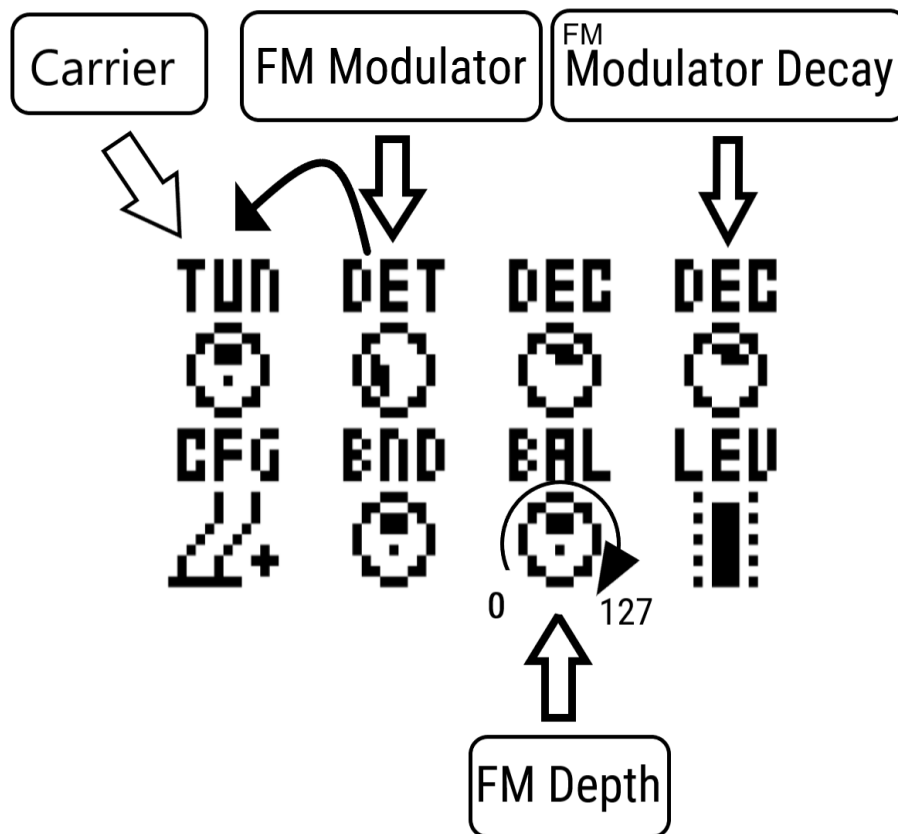 Carrier
FM Modulator
FM
Modulator Decay
TUN DET DEC DEC
CFG BND BAL LEV
0 127
FM Depth